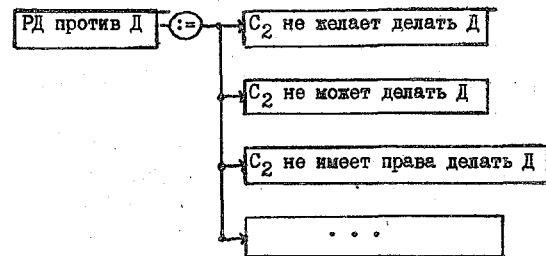 РД против Д := С₂ не желает делать Д
С₂ не может делать Д
С₂ не имеет права делать Д
. . .